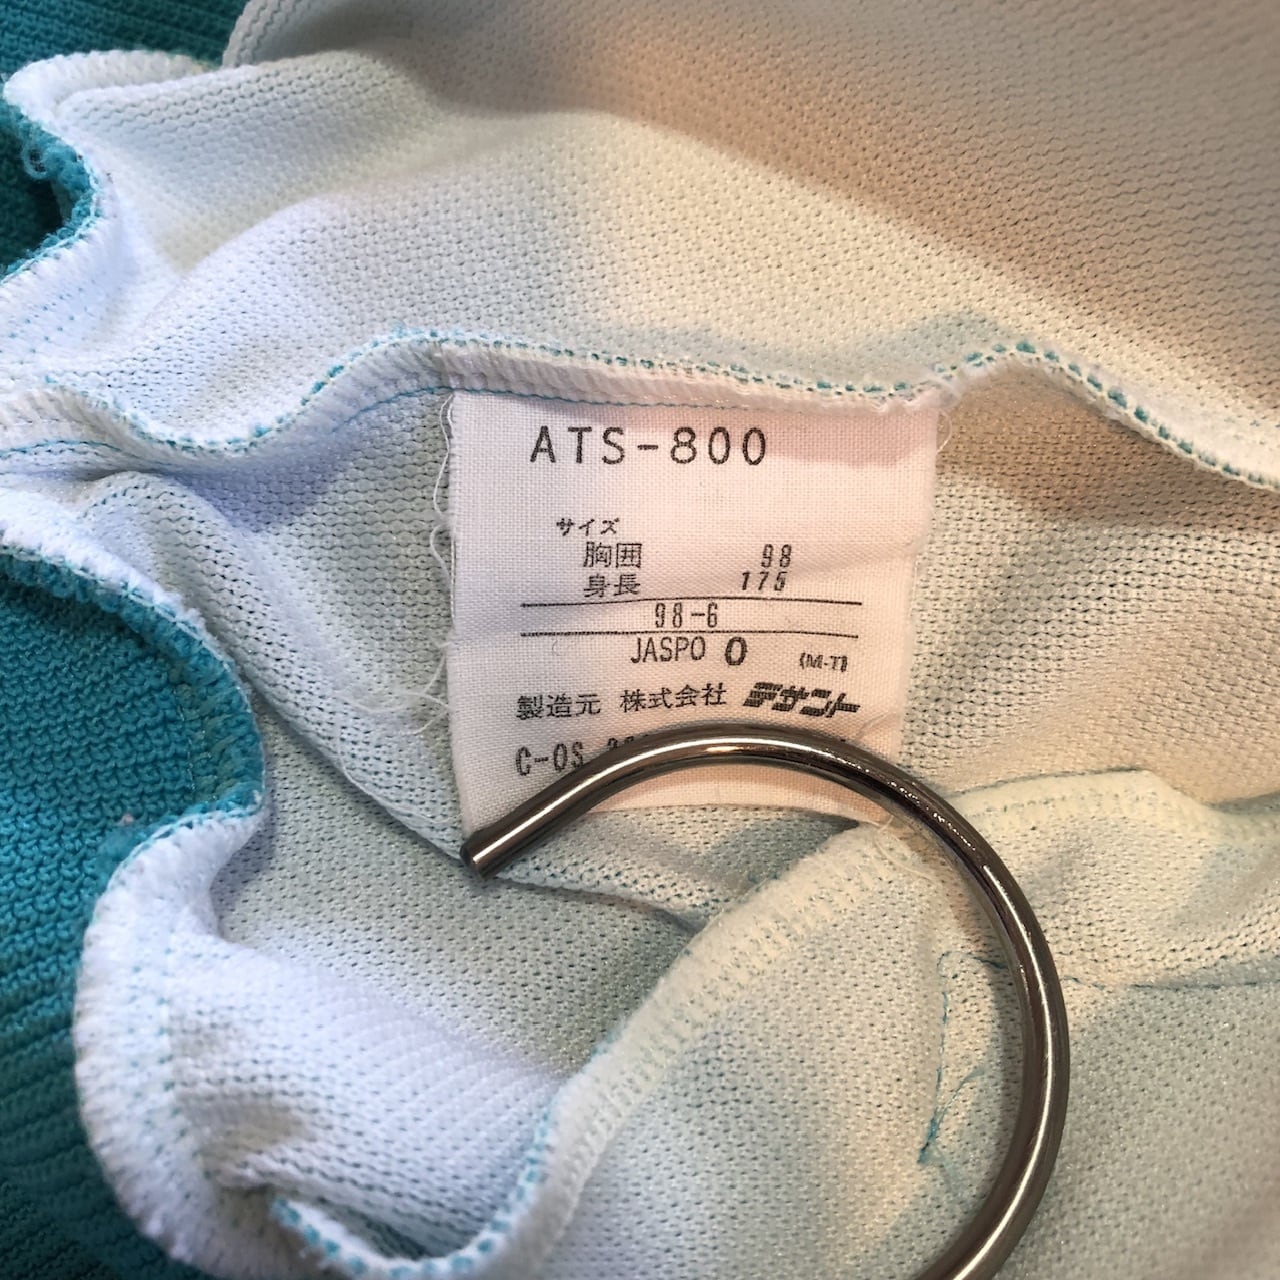 ATS-800
サイズ
胸囲 98
身長 175
98-6
JASPO O (M-T)
製造元 株式会社 デサント
C-OS